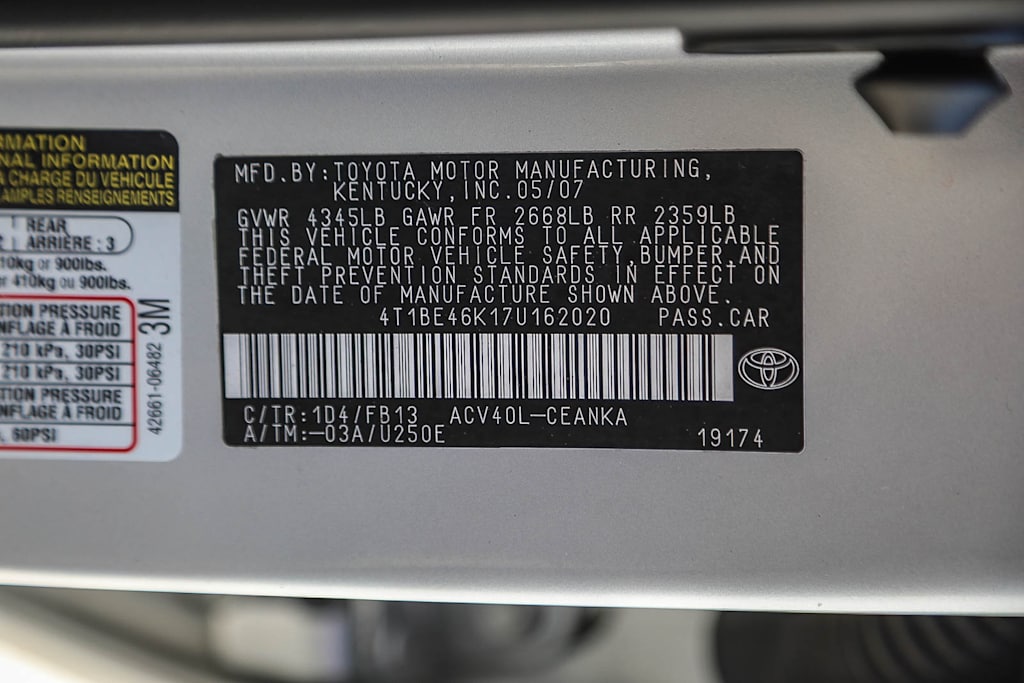 RMATION
NAL INFORMATION
A CHARGE DU VÉHICULE
AMPLES RENSEIGNEMENTS
REAR
ARRIÈRE : 3
10kg or 900lbs.
410kg ou 900lbs.
TION PRESSURE
NFLAGE À FROID
210 kPa, 30PSI
210 kPa, 30PSI
TION PRESSURE
NFLAGE À FROID
60PSI
42661-06482 3M
MFD.BY:TOYOTA MOTOR MANUFACTURING,
KENTUCKY,INC.05/07
GVWR 4345LB GAWR FR 2668LB RR 2359LB
THIS VEHICLE CONFORMS TO ALL APPLICABLE
FEDERAL MOTOR VEHICLE SAFETY,BUMPER,AND
THEFT PREVENTION STANDARDS IN EFFECT ON
THE DATE OF MANUFACTURE SHOWN ABOVE.
4T1BE46K17U162020 PASS.CAR
C/TR:1D4/FB13 ACV40L-CEANKA
A/TM:-03A/U250E 19174